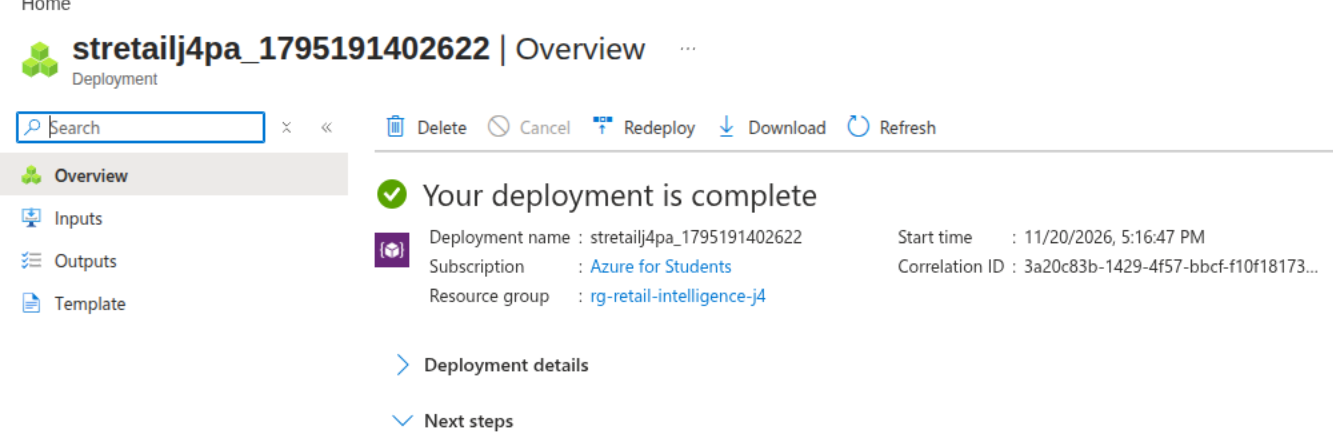 Home
stretailj4pa_1795191402622 | Overview ...
Deployment
Search
Delete Cancel Redeploy Download Refresh
Overview
Inputs
Outputs
Template
Your deployment is complete
Deployment name : stretailj4pa_1795191402622
Subscription : Azure for Students
Resource group : rg-retail-intelligence-j4
Start time : 11/20/2026, 5:16:47 PM
Correlation ID : 3a20c83b-1429-4f57-bbcf-f10f18173...
Deployment details
Next steps